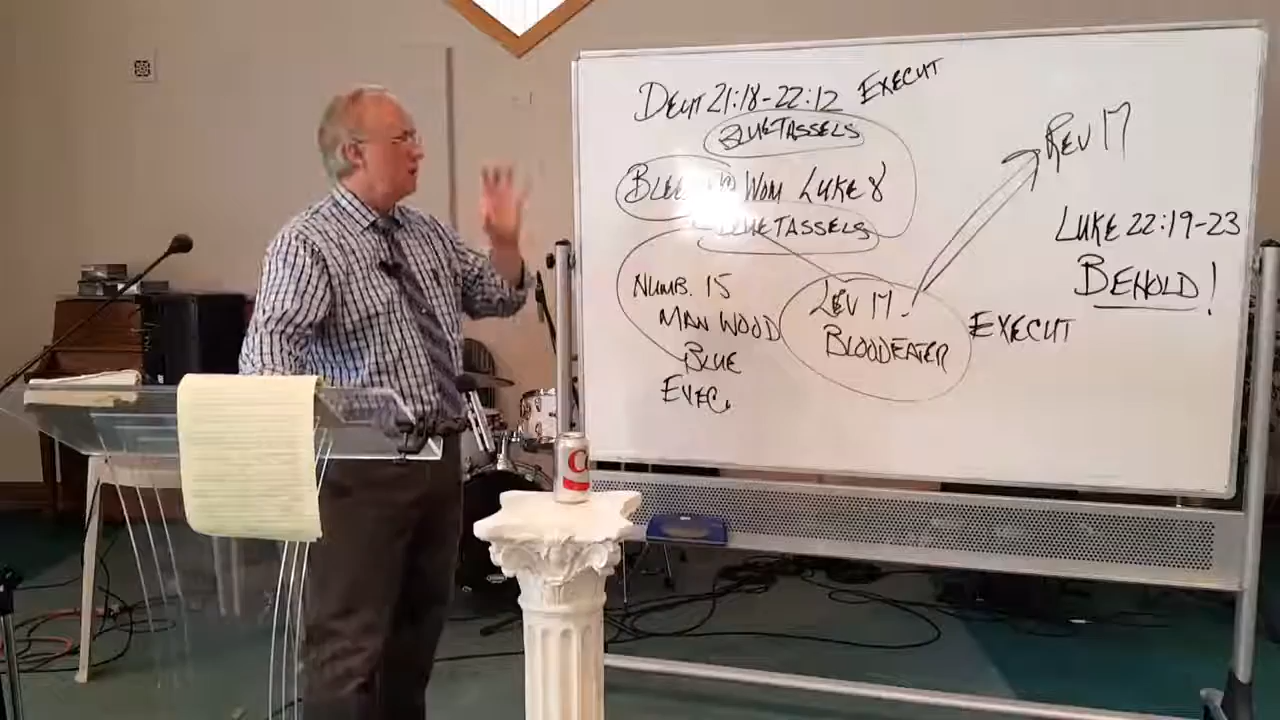 DEUT 21:18-22:12 EXECUT
BLUE TASSELS
WOM LUKE 8
TASSELS
NUMB. 15
MAN WOOD
BLUE
EXEC.
LEV 17.
BLOODEATER
EXECUT
REV 17
LUKE 22:19-23
BEHOLD!
C